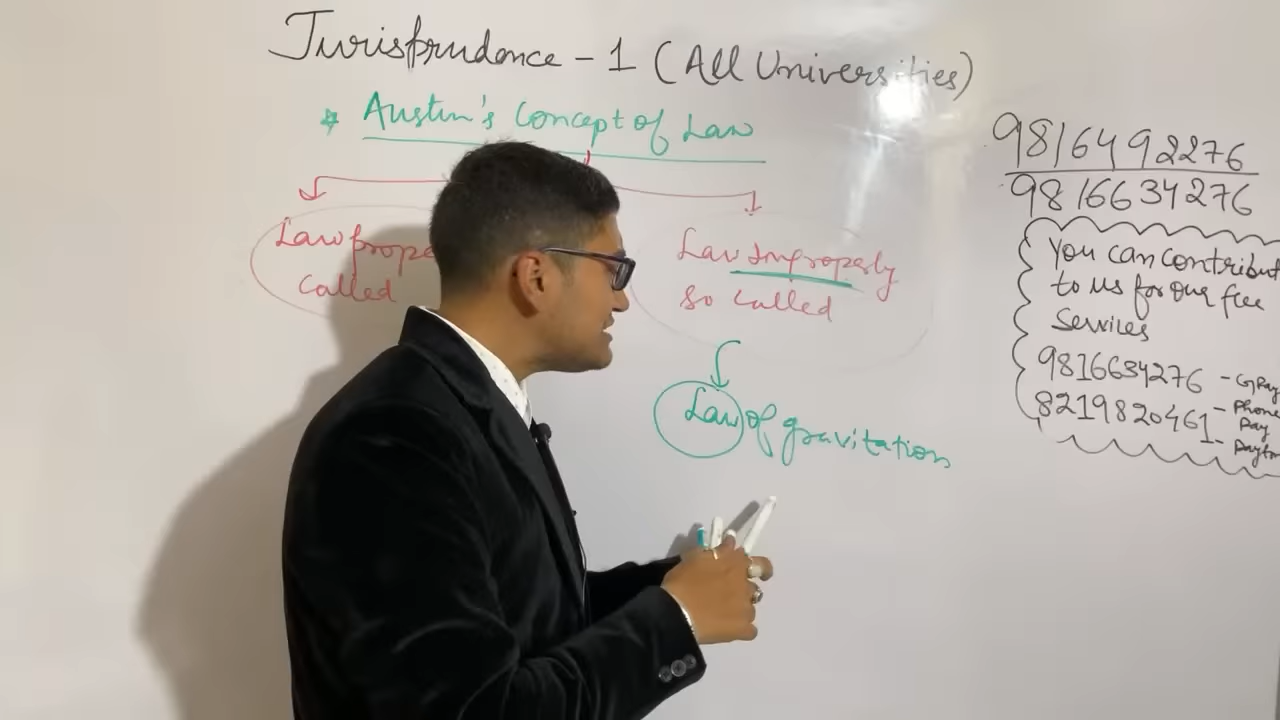 Jurisprudence - 1 (All Universities)
* Austin's Concept of Law
Law prope
Called
Law Improperly
So Called
Law of gravitation
9816492276
9816634276
You can contribut
to us for our free
Services
9816634276 - G Pay
8219820461 - Phone
Pay
- Paytm